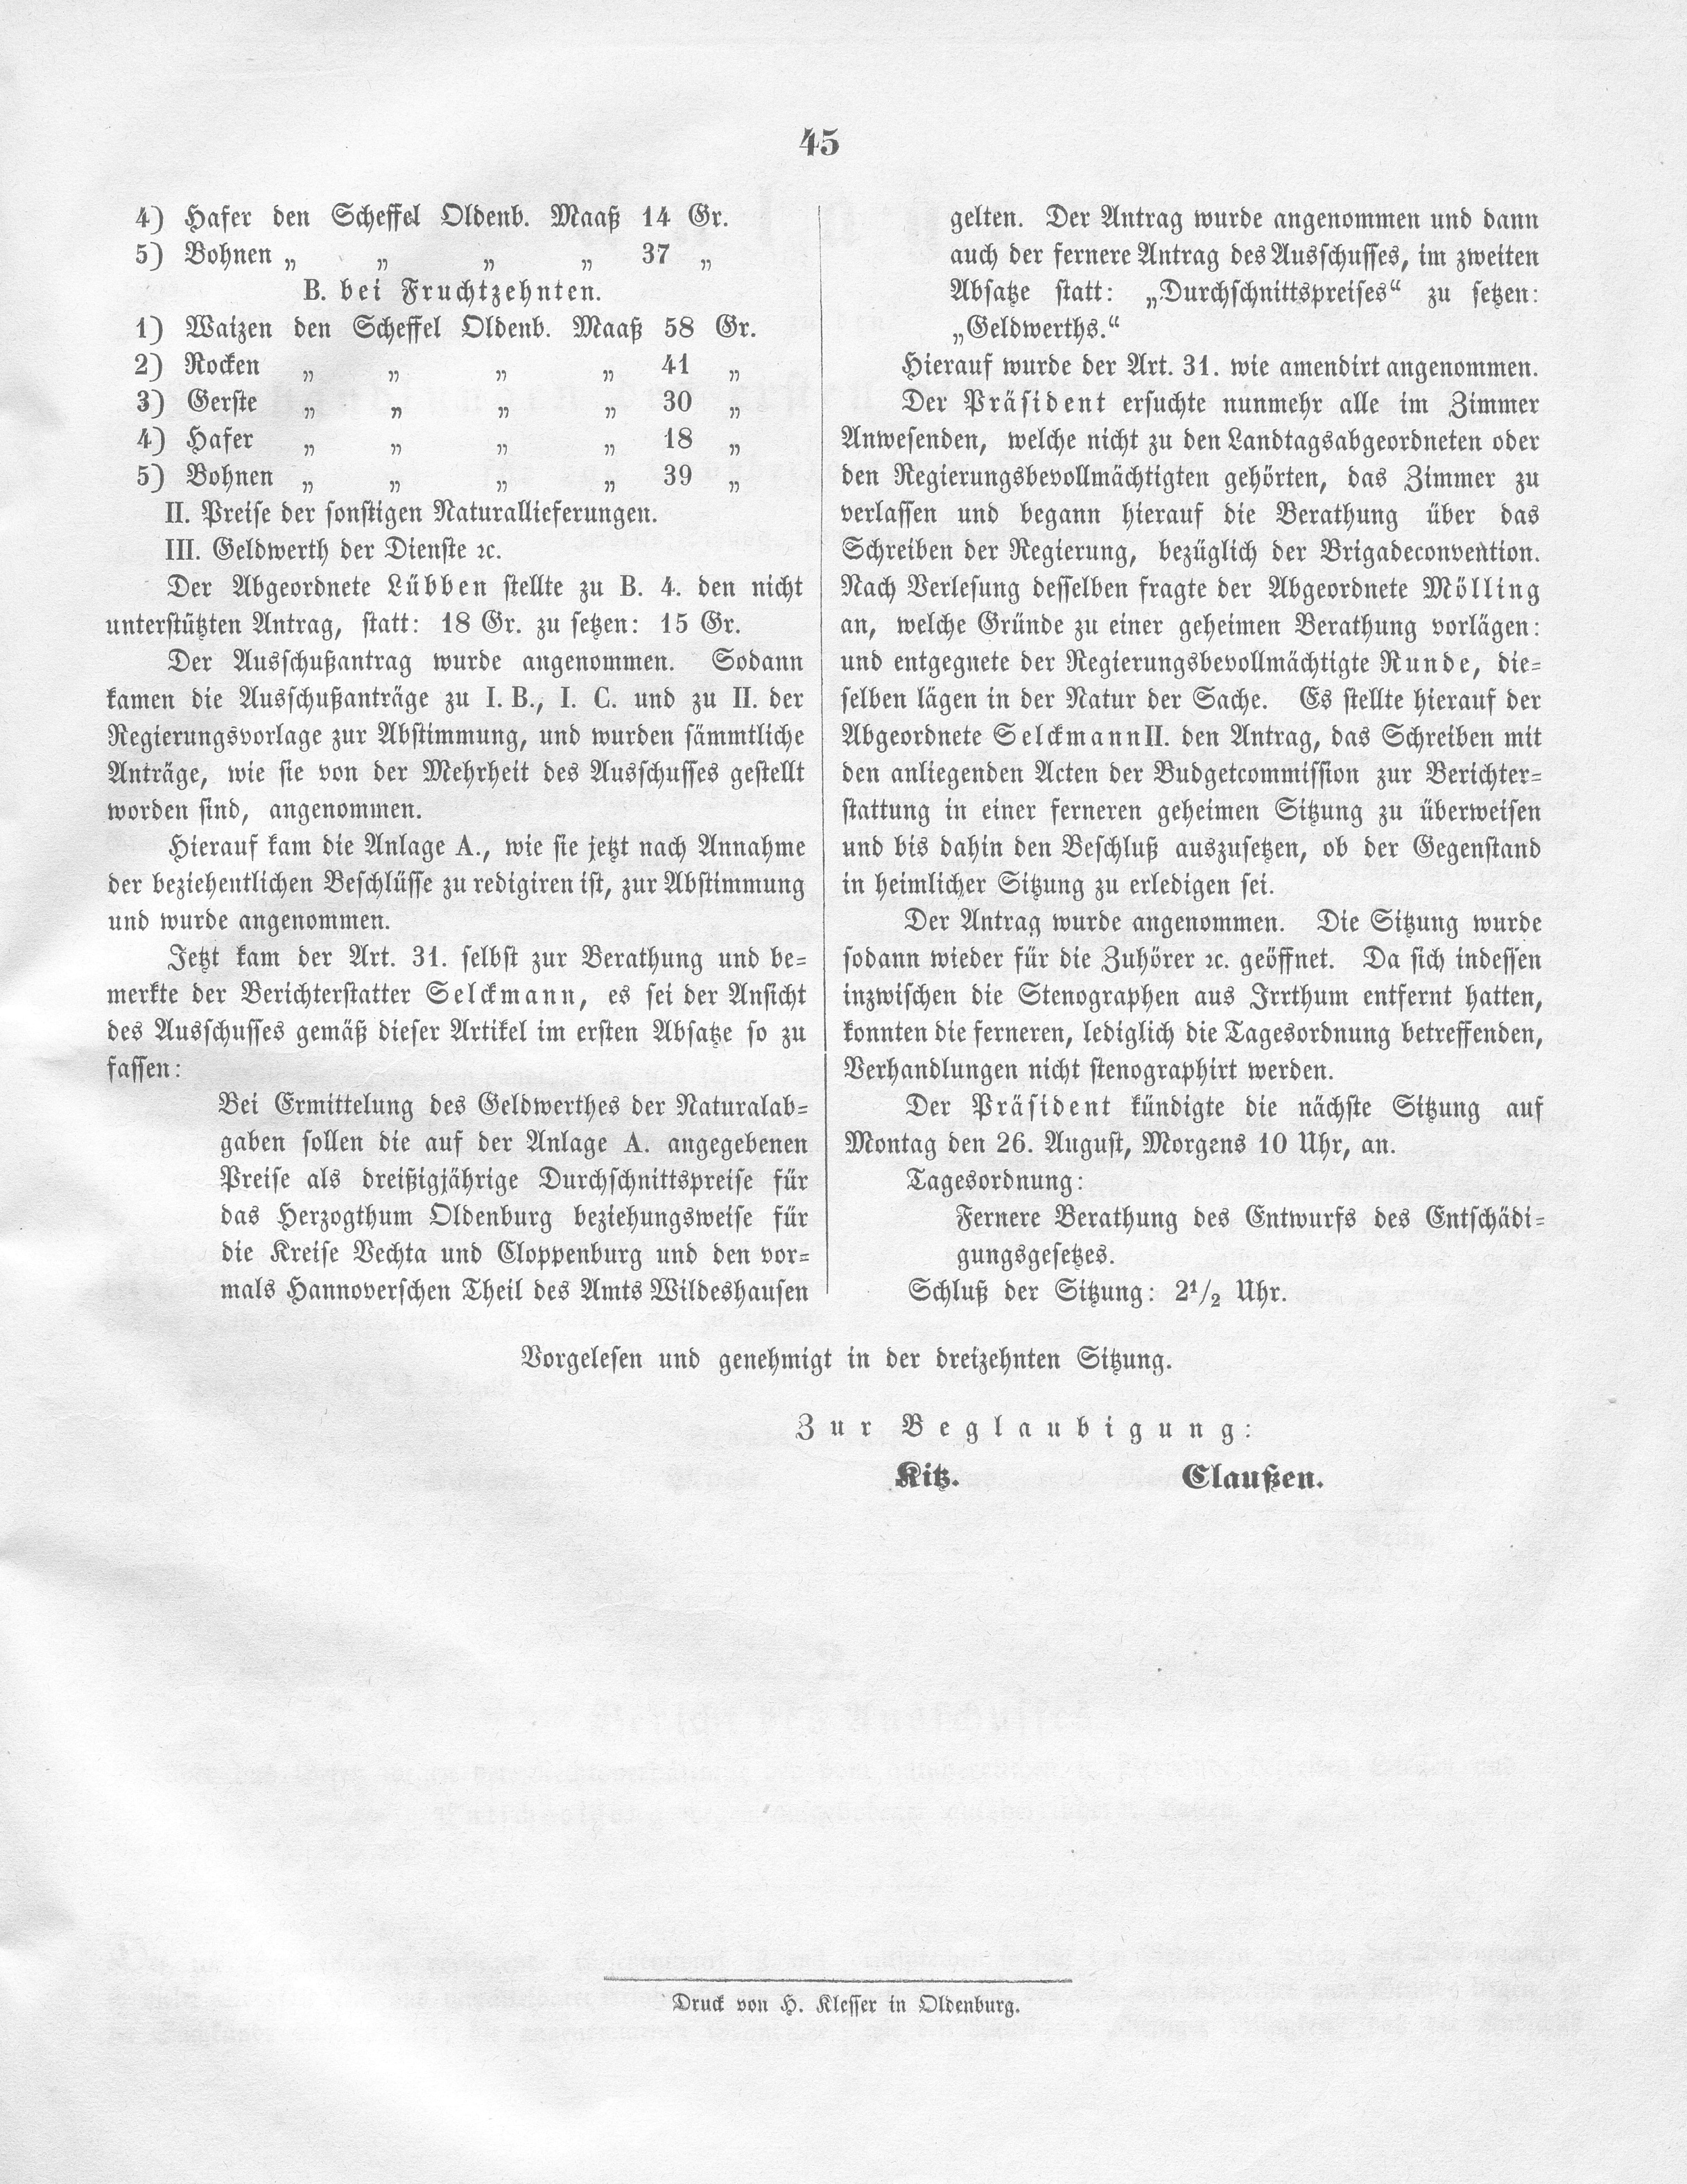 45
4) Hafer den Scheffel Oldenb. Maaß 14 Gr.
5) Bohnen „ „ „ „ 37 „
B. bei Fruchtzehnten.
1) Waizen den Scheffel Oldenb. Maaß 58 Gr.
2) Rocken „ „ „ „ 41 „
3) Gerste „ „ „ „ 30 „
4) Hafer „ „ „ „ 18 „
5) Bohnen „ „ „ „ 39 „
II. Preise der sonstigen Naturallieferungen.
III. Geldwerth der Dienste ꝛc.
Der Abgeordnete Lübben stellte zu B. 4. den nicht
unterstützten Antrag, statt: 18 Gr. zu setzen: 15 Gr.
Der Ausschußantrag wurde angenommen. Sodann
kamen die Ausschußanträge zu I. B., I. C. und zu II. der
Regierungsvorlage zur Abstimmung, und wurden sämmtliche
Anträge, wie sie von der Mehrheit des Ausschusses gestellt
worden sind, angenommen.
Hierauf kam die Anlage A., wie sie jetzt nach Annahme
der beziehentlichen Beschlüsse zu redigiren ist, zur Abstimmung
und wurde angenommen.
Jetzt kam der Art. 31. selbst zur Berathung und be=
merkte der Berichterstatter Selckmann, es sei der Ansicht
des Ausschusses gemäß dieser Artikel im ersten Absatze so zu
fassen:
Bei Ermittelung des Geldwerthes der Naturalab=
gaben sollen die auf der Anlage A. angegebenen
Preise als dreißigjährige Durchschnittspreise für
das Herzogthum Oldenburg beziehungsweise für
die Kreise Vechta und Cloppenburg und den vor=
mals Hannoverschen Theil des Amts Wildeshausen
gelten. Der Antrag wurde angenommen und dann
auch der fernere Antrag des Ausschusses, im zweiten
Absatze statt: „Durchschnittspreises“ zu setzen:
„Geldwerths.“
Hierauf wurde der Art. 31. wie amendirt angenommen.
Der Präsident ersuchte nunmehr alle im Zimmer
Anwesenden, welche nicht zu den Landtagsabgeordneten oder
den Regierungsbevollmächtigten gehörten, das Zimmer zu
verlassen und begann hierauf die Berathung über das
Schreiben der Regierung, bezüglich der Brigadeconvention.
Nach Verlesung desselben fragte der Abgeordnete Mölling
an, welche Gründe zu einer geheimen Berathung vorlägen:
und entgegnete der Regierungsbevollmächtigte Runde, die=
selben lägen in der Natur der Sache. Es stellte hierauf der
Abgeordnete Selckmann II. den Antrag, das Schreiben mit
den anliegenden Acten der Budgetcommission zur Berichter=
stattung in einer ferneren geheimen Sitzung zu überweisen
und bis dahin den Beschluß auszusetzen, ob der Gegenstand
in heimlicher Sitzung zu erledigen sei.
Der Antrag wurde angenommen. Die Sitzung wurde
sodann wieder für die Zuhörer ꝛc. geöffnet. Da sich indessen
inzwischen die Stenographen aus Irrthum entfernt hatten,
konnten die ferneren, lediglich die Tagesordnung betreffenden,
Verhandlungen nicht stenographirt werden.
Der Präsident kündigte die nächste Sitzung auf
Montag den 26. August, Morgens 10 Uhr, an.
Tagesordnung:
Fernere Berathung des Entwurfs des Entschädi=
gungsgesetzes.
Schluß der Sitzung: 2½ Uhr.
Vorgelesen und genehmigt in der dreizehnten Sitzung.
Zur Beglaubigung:
Kitz. Claußen.
Druck von H. Klesser in Oldenburg.